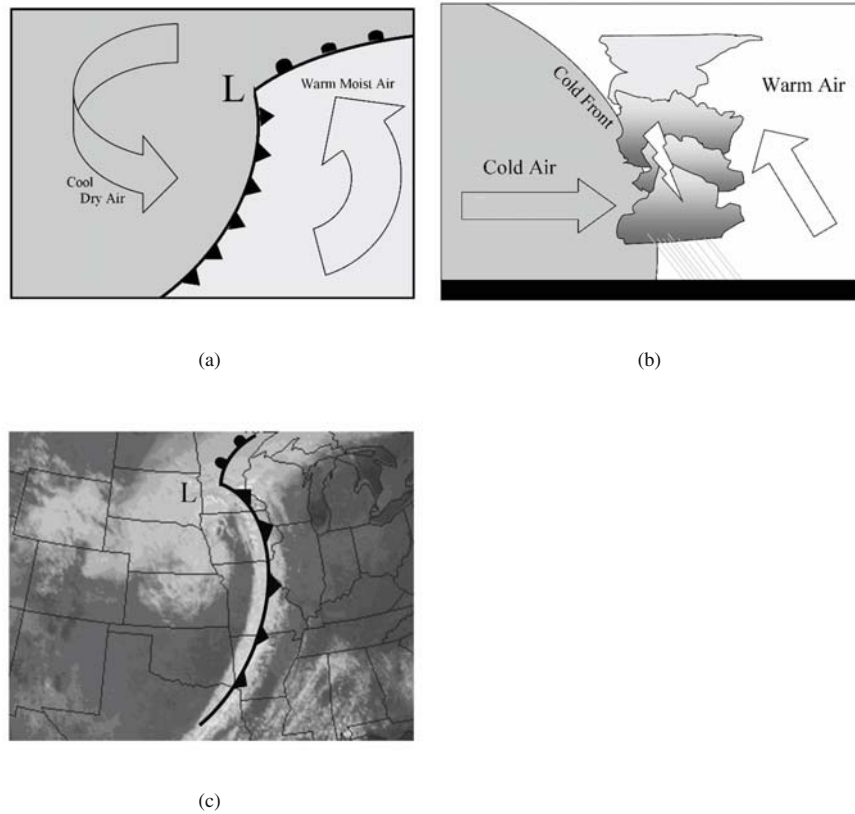 L
Warm Moist Air
Cool
Dry Air
(a)
Cold Front
Warm Air
Cold Air
(b)
L
(c)